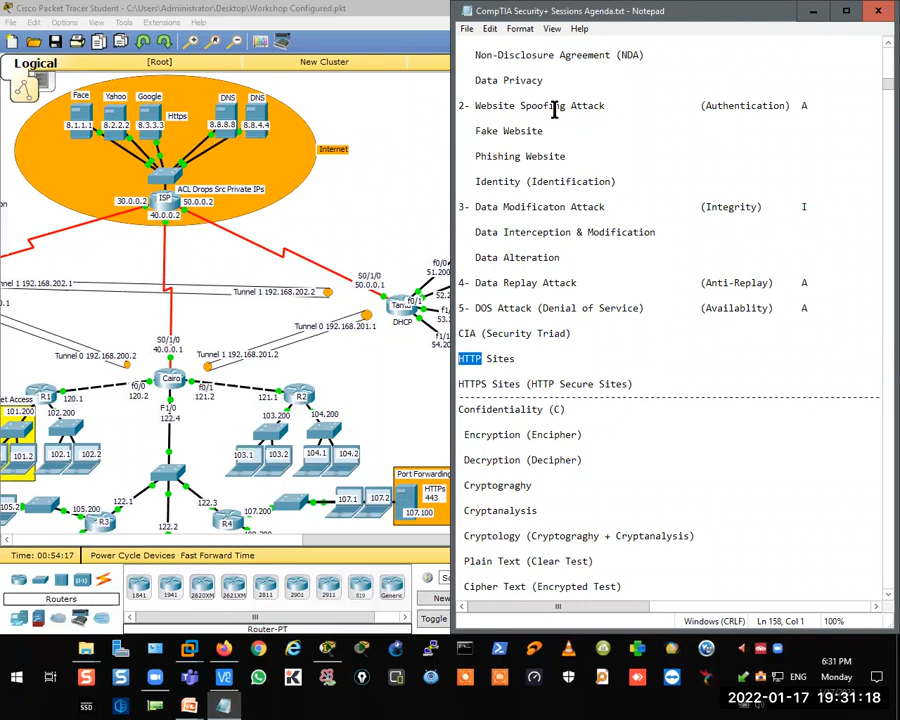 Cisco Packet Tracer Student - C:\Users\Administrator\Desktop\Workshop Configured.pkt
File Edit Options View Tools Extensions Help
Logical [Root] New Cluster
Face Yahoo Google DNS DNS
Https
8.1.1.1 8.2.2.2 8.3.3.3 8.8.8.8 8.8.4.4
Internet
ACL Drops Src Private IPs
ISP
30.0.0.2 50.0.0.2
40.0.0.2
S0/1/0
50.0.0.1
f0/1
DHCP
Tunnel 1 192.168.202.1
Tunnel 1 192.168.202.2
Tunnel 0 192.168.201.1
Tunnel 0 192.168.200.2
Tunnel 1 192.168.201.2
S0/1/0
40.0.0.1
Cairo
f0/0 f0/1
120.2 121.2
F1/0
122.4
R1 120.1 121.1 R2
101.200 102.200 103.200 104.200
101.2 102.1 102.2 103.1 103.2 104.1 104.2
Port Forwarding
HTTPs
443
107.100
105.2 105.200 122.1 122.3 107.200 107.1 107.2
R3 R4
122.2
Time: 00:54:17 Power Cycle Devices Fast Forward Time
1841 1941 2620XM 2621XM 2811 2901 2911 819 Generic
Routers
New
Toggle
Router-PT
CompTIA Security+ Sessions Agenda.txt - Notepad
File Edit Format View Help
Non-Disclosure Agreement (NDA)
Data Privacy
2- Website Spoofing Attack (Authentication) A
Fake Website
Phishing Website
Identity (Identification)
3- Data Modificaton Attack (Integrity) I
Data Interception & Modification
Data Alteration
4- Data Replay Attack (Anti-Replay) A
5- DOS Attack (Denial of Service) (Availablity) A
CIA (Security Triad)
HTTP Sites
HTTPS Sites (HTTP Secure Sites)
Confidentiality (C)
Encryption (Encipher)
Decryption (Decipher)
Cryptograghy
Cryptanalysis
Cryptology (Cryptograghy + Cryptanalysis)
Plain Text (Clear Test)
Cipher Text (Encrypted Test)
Windows (CRLF) Ln 158, Col 1 100%
6:31 PM
Monday
2022-01-17 19:31:18